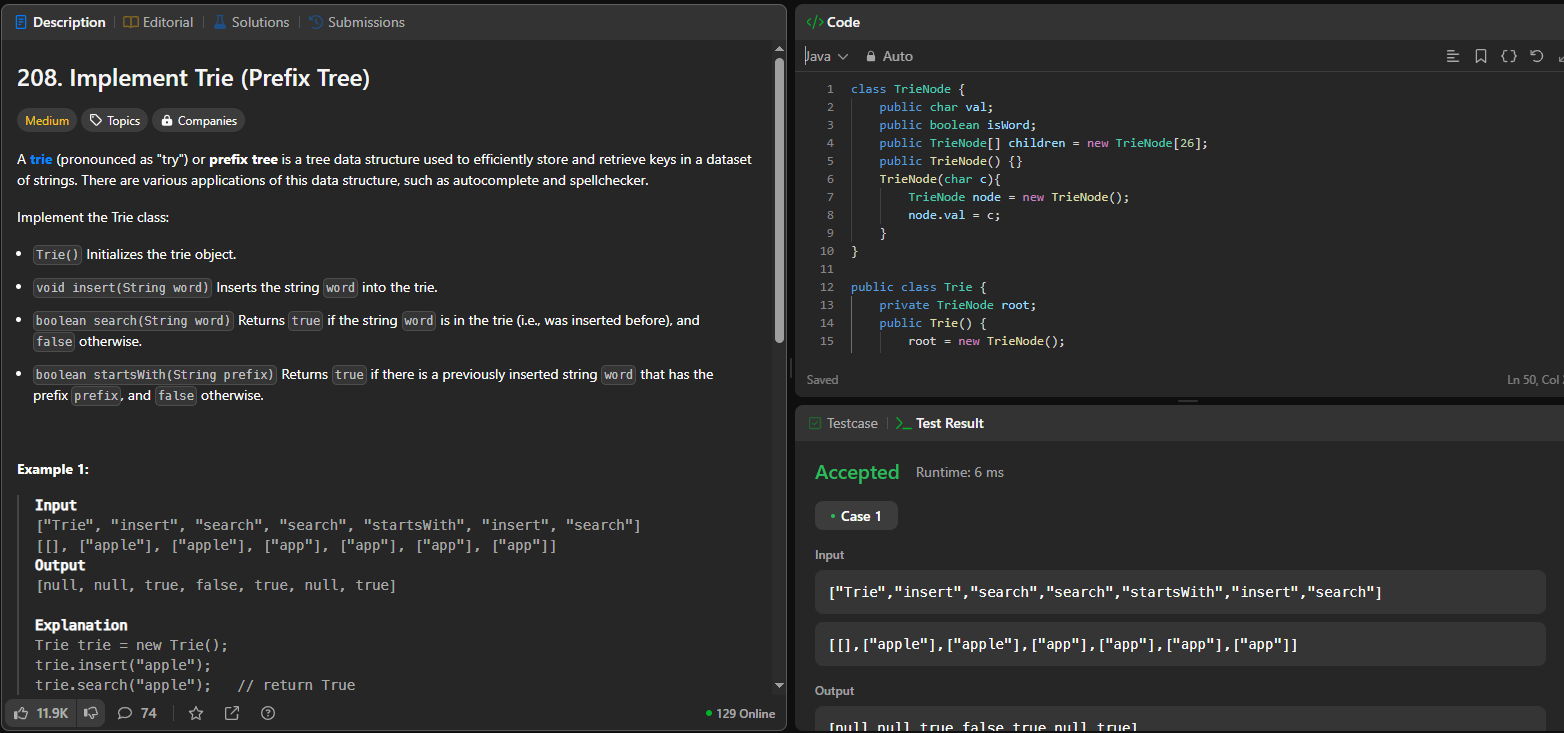 Description Editorial Solutions Submissions
208. Implement Trie (Prefix Tree)
Medium Topics Companies
A trie (pronounced as "try") or prefix tree is a tree data structure used to efficiently store and retrieve keys in a dataset
of strings. There are various applications of this data structure, such as autocomplete and spellchecker.
Implement the Trie class:
Trie() Initializes the trie object.
void insert(String word) Inserts the string word into the trie.
boolean search(String word) Returns true if the string word is in the trie (i.e., was inserted before), and
false otherwise.
boolean startsWith(String prefix) Returns true if there is a previously inserted string word that has the
prefix prefix, and false otherwise.
Example 1:
Input
["Trie", "insert", "search", "search", "startsWith", "insert", "search"]
[[], ["apple"], ["apple"], ["app"], ["app"], ["app"], ["app"]]
Output
[null, null, true, false, true, null, true]
Explanation
Trie trie = new Trie();
trie.insert("apple");
trie.search("apple");   // return True
11.9K 74 129 Online
</> Code
Java Auto
1 class TrieNode {
2     public char val;
3     public boolean isWord;
4     public TrieNode[] children = new TrieNode[26];
5     public TrieNode() {}
6     TrieNode(char c){
7         TrieNode node = new TrieNode();
8         node.val = c;
9     }
10 }
11
12 public class Trie {
13     private TrieNode root;
14     public Trie() {
15         root = new TrieNode();
Saved Ln 50, Col
Testcase >_ Test Result
Accepted Runtime: 6 ms
Case 1
Input
["Trie","insert","search","search","startsWith","insert","search"]
[[],["apple"],["apple"],["app"],["app"],["app"],["app"]]
Output
[null,null,true,false,true,null,true]